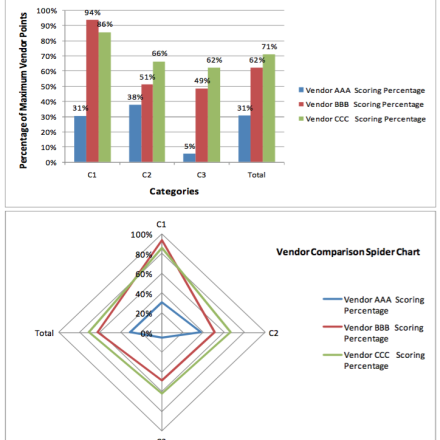 100%
90%
80%
70%
60%
50%
40%
30%
20%
10%
0%
Percentage of Maximum Vendor Points
31%
94%
86%
38%
51%
66%
5%
49%
62%
31%
62%
71%
C1
C2
C3
Total
Categories
Vendor AAA Scoring Percentage
Vendor BBB Scoring Percentage
Vendor CCC Scoring Percentage
Vendor Comparison Spider Chart
C1
100%
80%
60%
40%
20%
0%
Total
C2
Vendor AAA Scoring
Percentage
Vendor BBB Scoring
Percentage
Vendor CCC Scoring
Percentage